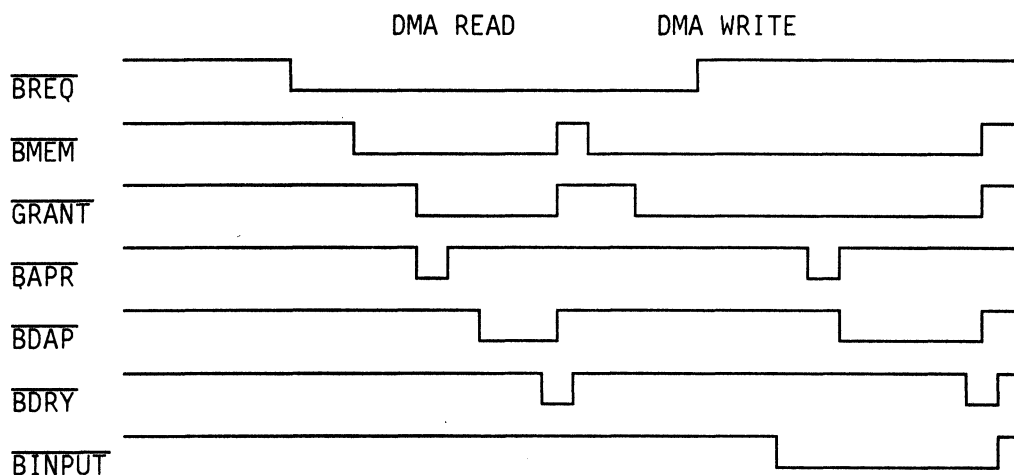 DMA READ DMA WRITE
BREQ
BMEM
GRANT
BAPR
BDAP
BDRY
BINPUT